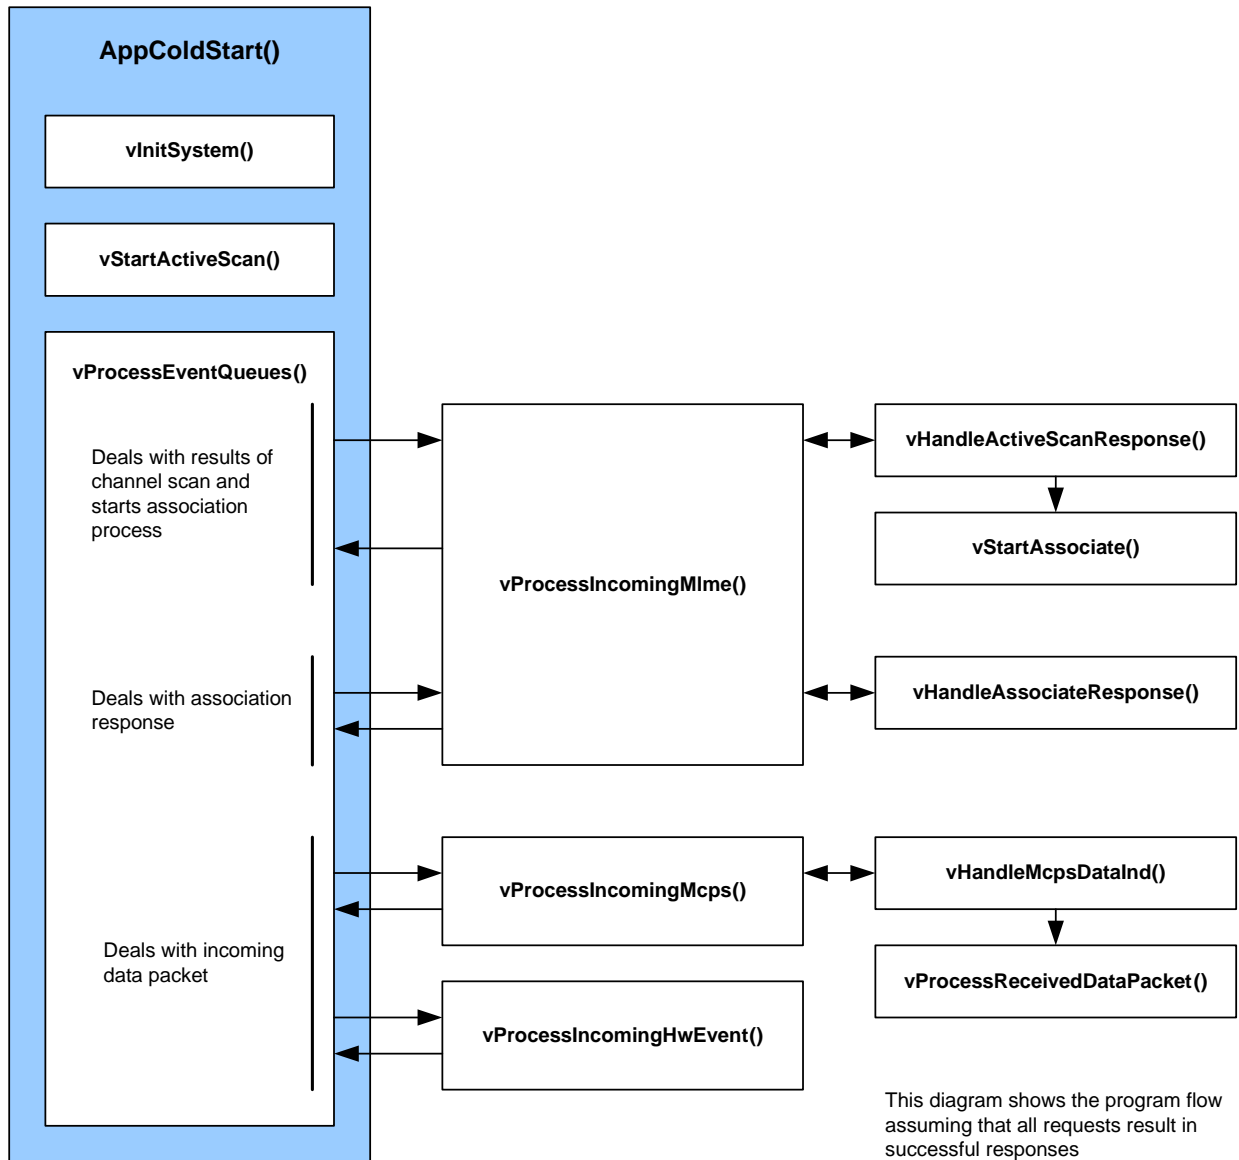 AppColdStart()
vInitSystem()
vStartActiveScan()
vProcessEventQueues()
Deals with results of
channel scan and
starts association
process
vProcessIncomingMlme()
vHandleActiveScanResponse()
vStartAssociate()
Deals with association
response
vHandleAssociateResponse()
vProcessIncomingMcps()
vHandleMcpsDataInd()
Deals with incoming
data packet
vProcessReceivedDataPacket()
vProcessIncomingHwEvent()
This diagram shows the program flow
assuming that all requests result in
successful responses